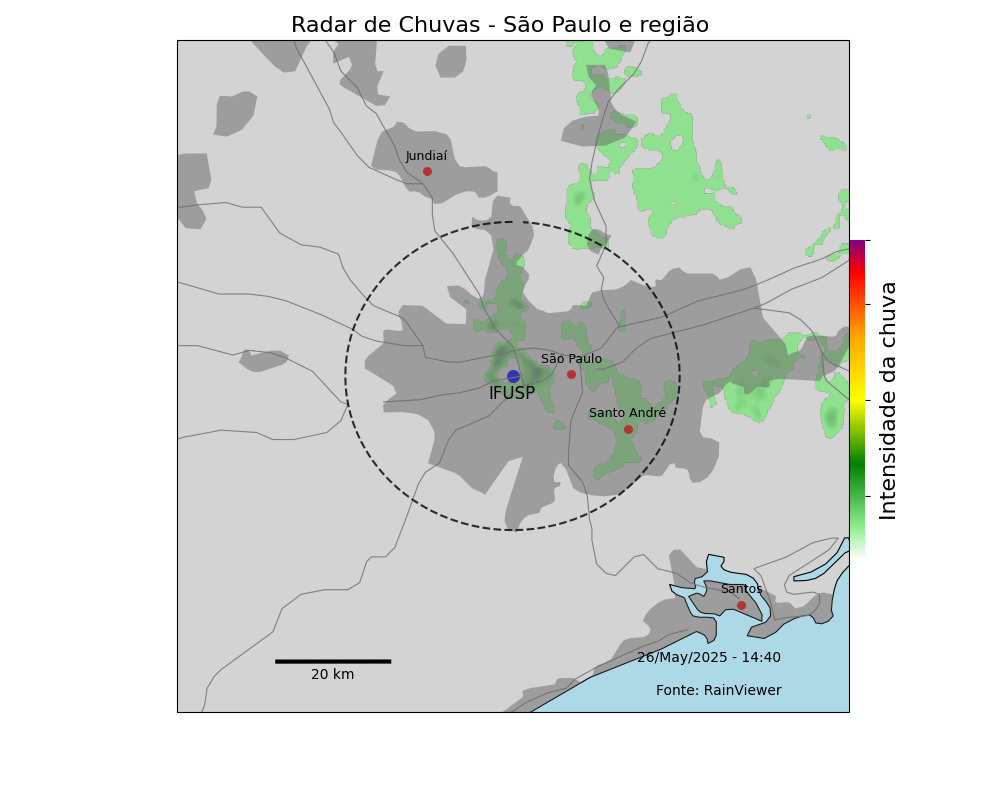 Radar de Chuvas - São Paulo e região
Jundiaí
São Paulo
IFUSP
Santo André
Intensidade da chuva
Santos
20 km
26/May/2025 - 14:40
Fonte: RainViewer